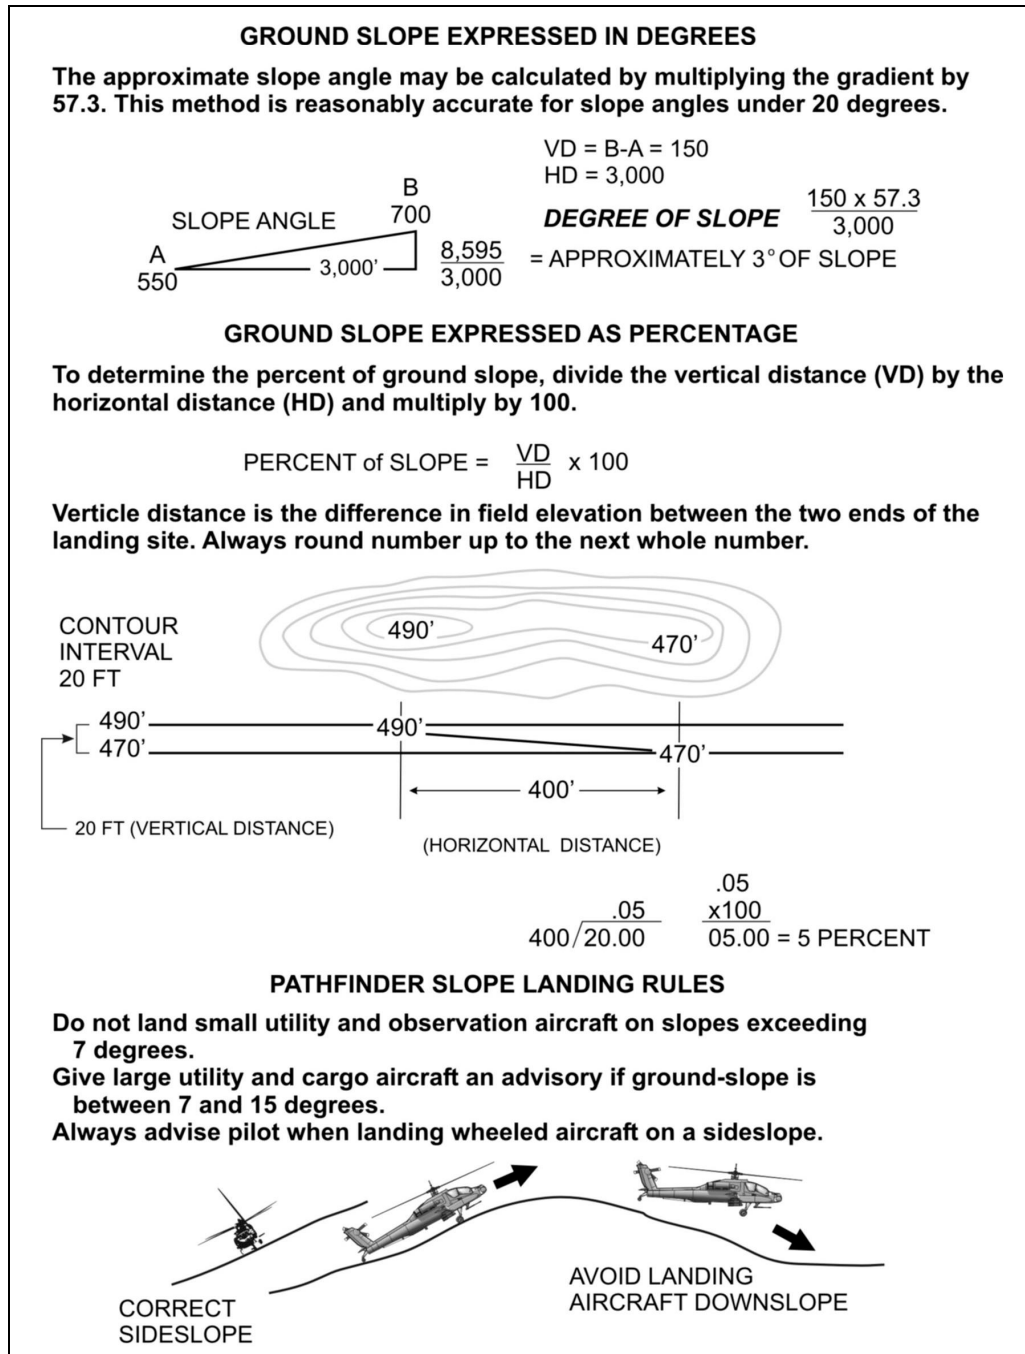 GROUND SLOPE EXPRESSED IN DEGREES
The approximate slope angle may be calculated by multiplying the gradient by
57.3. This method is reasonably accurate for slope angles under 20 degrees.
VD = B-A = 150
HD = 3,000
DEGREE OF SLOPE 150 x 57.3
3,000
SLOPE ANGLE
B
700
A
550
3,000’
8,595
3,000
= APPROXIMATELY 3° OF SLOPE
GROUND SLOPE EXPRESSED AS PERCENTAGE
To determine the percent of ground slope, divide the vertical distance (VD) by the
horizontal distance (HD) and multiply by 100.
PERCENT of SLOPE = VD
HD
x 100
Verticle distance is the difference in field elevation between the two ends of the
landing site. Always round number up to the next whole number.
CONTOUR
INTERVAL
20 FT
490’
470’
490’
470’
490’
470’
400’
20 FT (VERTICAL DISTANCE)
(HORIZONTAL DISTANCE)
.05
400/20.00
.05
x100
05.00 = 5 PERCENT
PATHFINDER SLOPE LANDING RULES
Do not land small utility and observation aircraft on slopes exceeding
7 degrees.
Give large utility and cargo aircraft an advisory if ground-slope is
between 7 and 15 degrees.
Always advise pilot when landing wheeled aircraft on a sideslope.
CORRECT
SIDESLOPE
AVOID LANDING
AIRCRAFT DOWNSLOPE